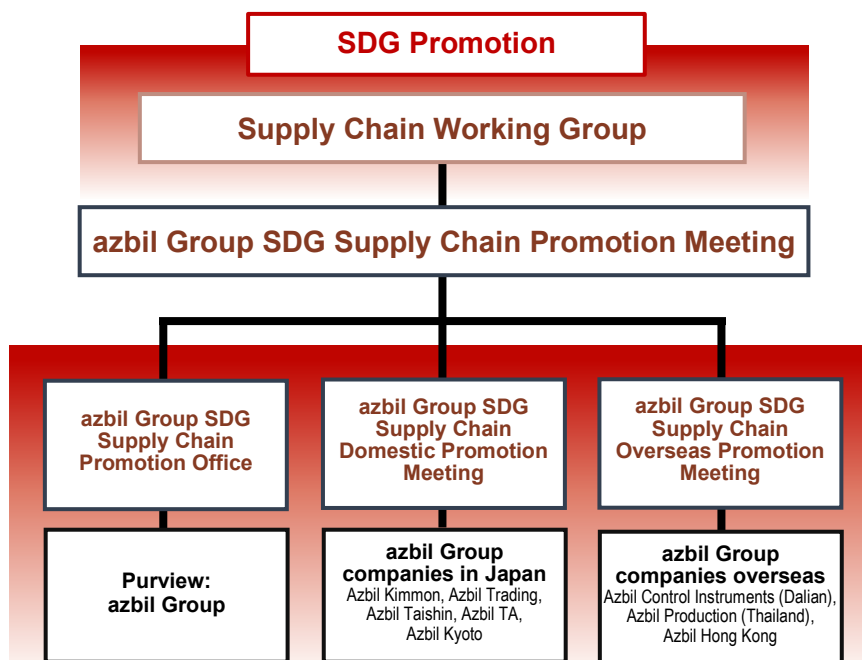 SDG Promotion
Supply Chain Working Group
azbil Group SDG Supply Chain Promotion Meeting
azbil Group SDG
Supply Chain
Promotion Office
azbil Group SDG
Supply Chain
Domestic Promotion
Meeting
azbil Group SDG
Supply Chain
Overseas Promotion
Meeting
Purview:
azbil Group
azbil Group
companies in Japan
Azbil Kimmon, Azbil Trading,
Azbil Taishin, Azbil TA,
Azbil Kyoto
azbil Group
companies overseas
Azbil Control Instruments (Dalian),
Azbil Production (Thailand),
Azbil Hong Kong